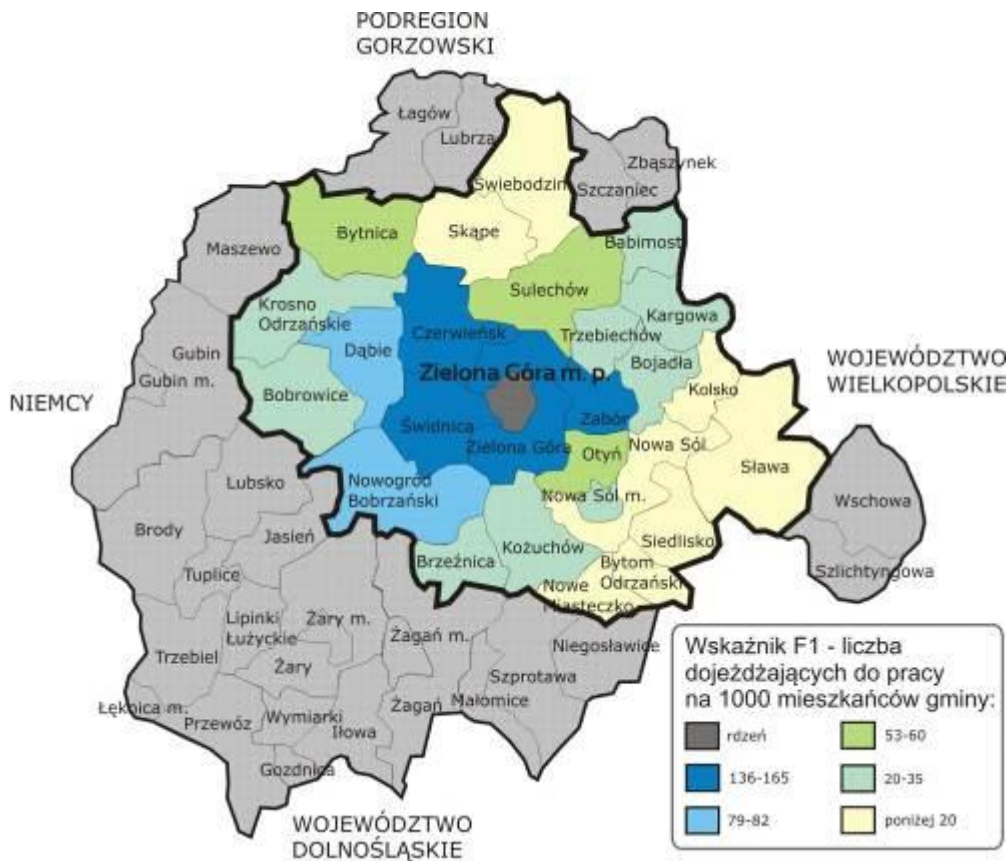 PODREGION
GORZOWSKI
Łagów
Lubrza
Świebodzin
Zbąszynek
Szczaniec
Maszewo
Bytnica
Skąpe
Babimost
Sulechów
Krosno
Odrzańskie
Kargowa
Czerwieńsk
Trzebiechów
Gubin
Dąbie
Bojadła
WOJEWÓDZTWO
WIELKOPOLSKIE
Gubin m.
Zielona Góra m. p.
Kolsko
NIEMCY
Bobrowice
Świdnica
Zabór
Zielona Góra
Otyń
Nowa Sól
Sława
Lubsko
Nowogród
Bobrzański
Nowa Sól m.
Wschowa
Brody
Jasień
Siedlisko
Kożuchów
Brzeźnica
Bytom
Odrzański
Szlichtyngowa
Tuplice
Nowe
Miasteczko
Lipinki
Łużyckie
Żary m.
Żagań m.
Niegosławice
Trzebiel
Żary
Szprotawa
Łęknica m.
Przewóz
Wymiarki
Iłowa
Żagań
Małomice
Gozdnica
WOJEWÓDZTWO
DOLNOŚLĄSKIE
Wskaźnik F1 - liczba
dojeżdżających do pracy
na 1000 mieszkańców gminy:
rdzeń
53-60
136-165
20-35
79-82
poniżej 20